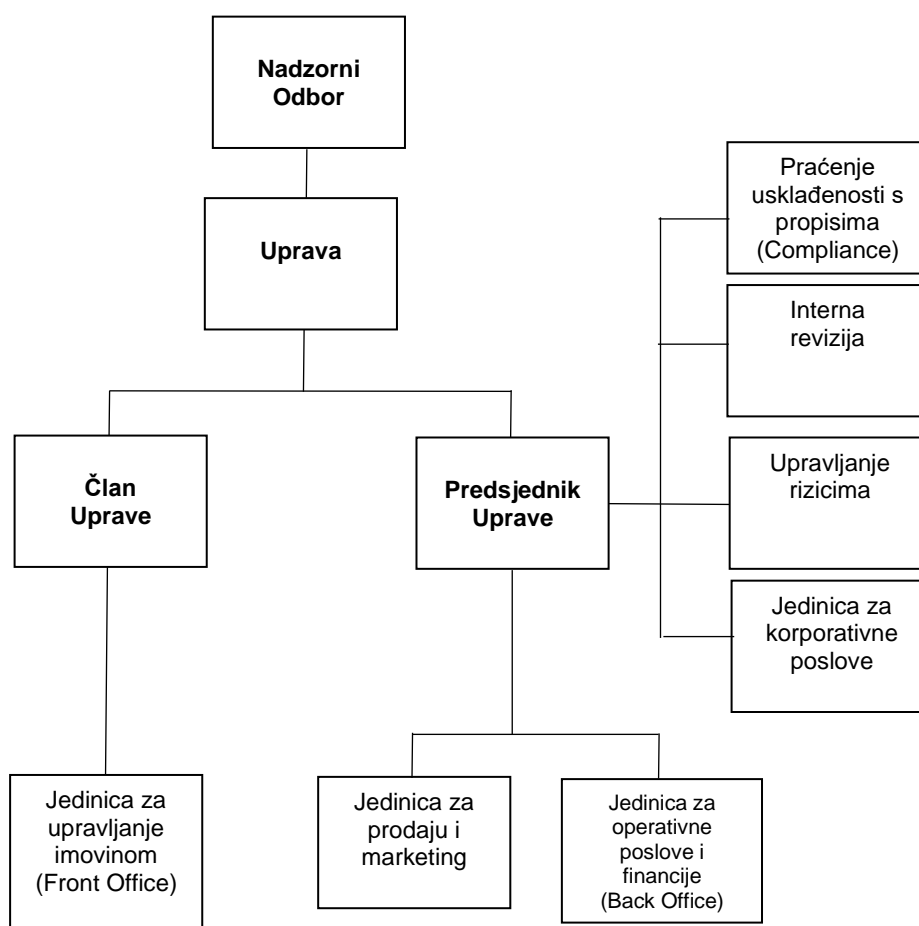 Nadzorni
Odbor
Uprava
Praćenje
usklađenosti s
propisima
(Compliance)
Interna
revizija
Upravljanje
rizicima
Jedinica za
korporativne
poslove
Član
Uprave
Predsjednik
Uprave
Jedinica za
upravljanje
imovinom
(Front Office)
Jedinica za
prodaju i
marketing
Jedinica za
operativne
poslove i
financije
(Back Office)